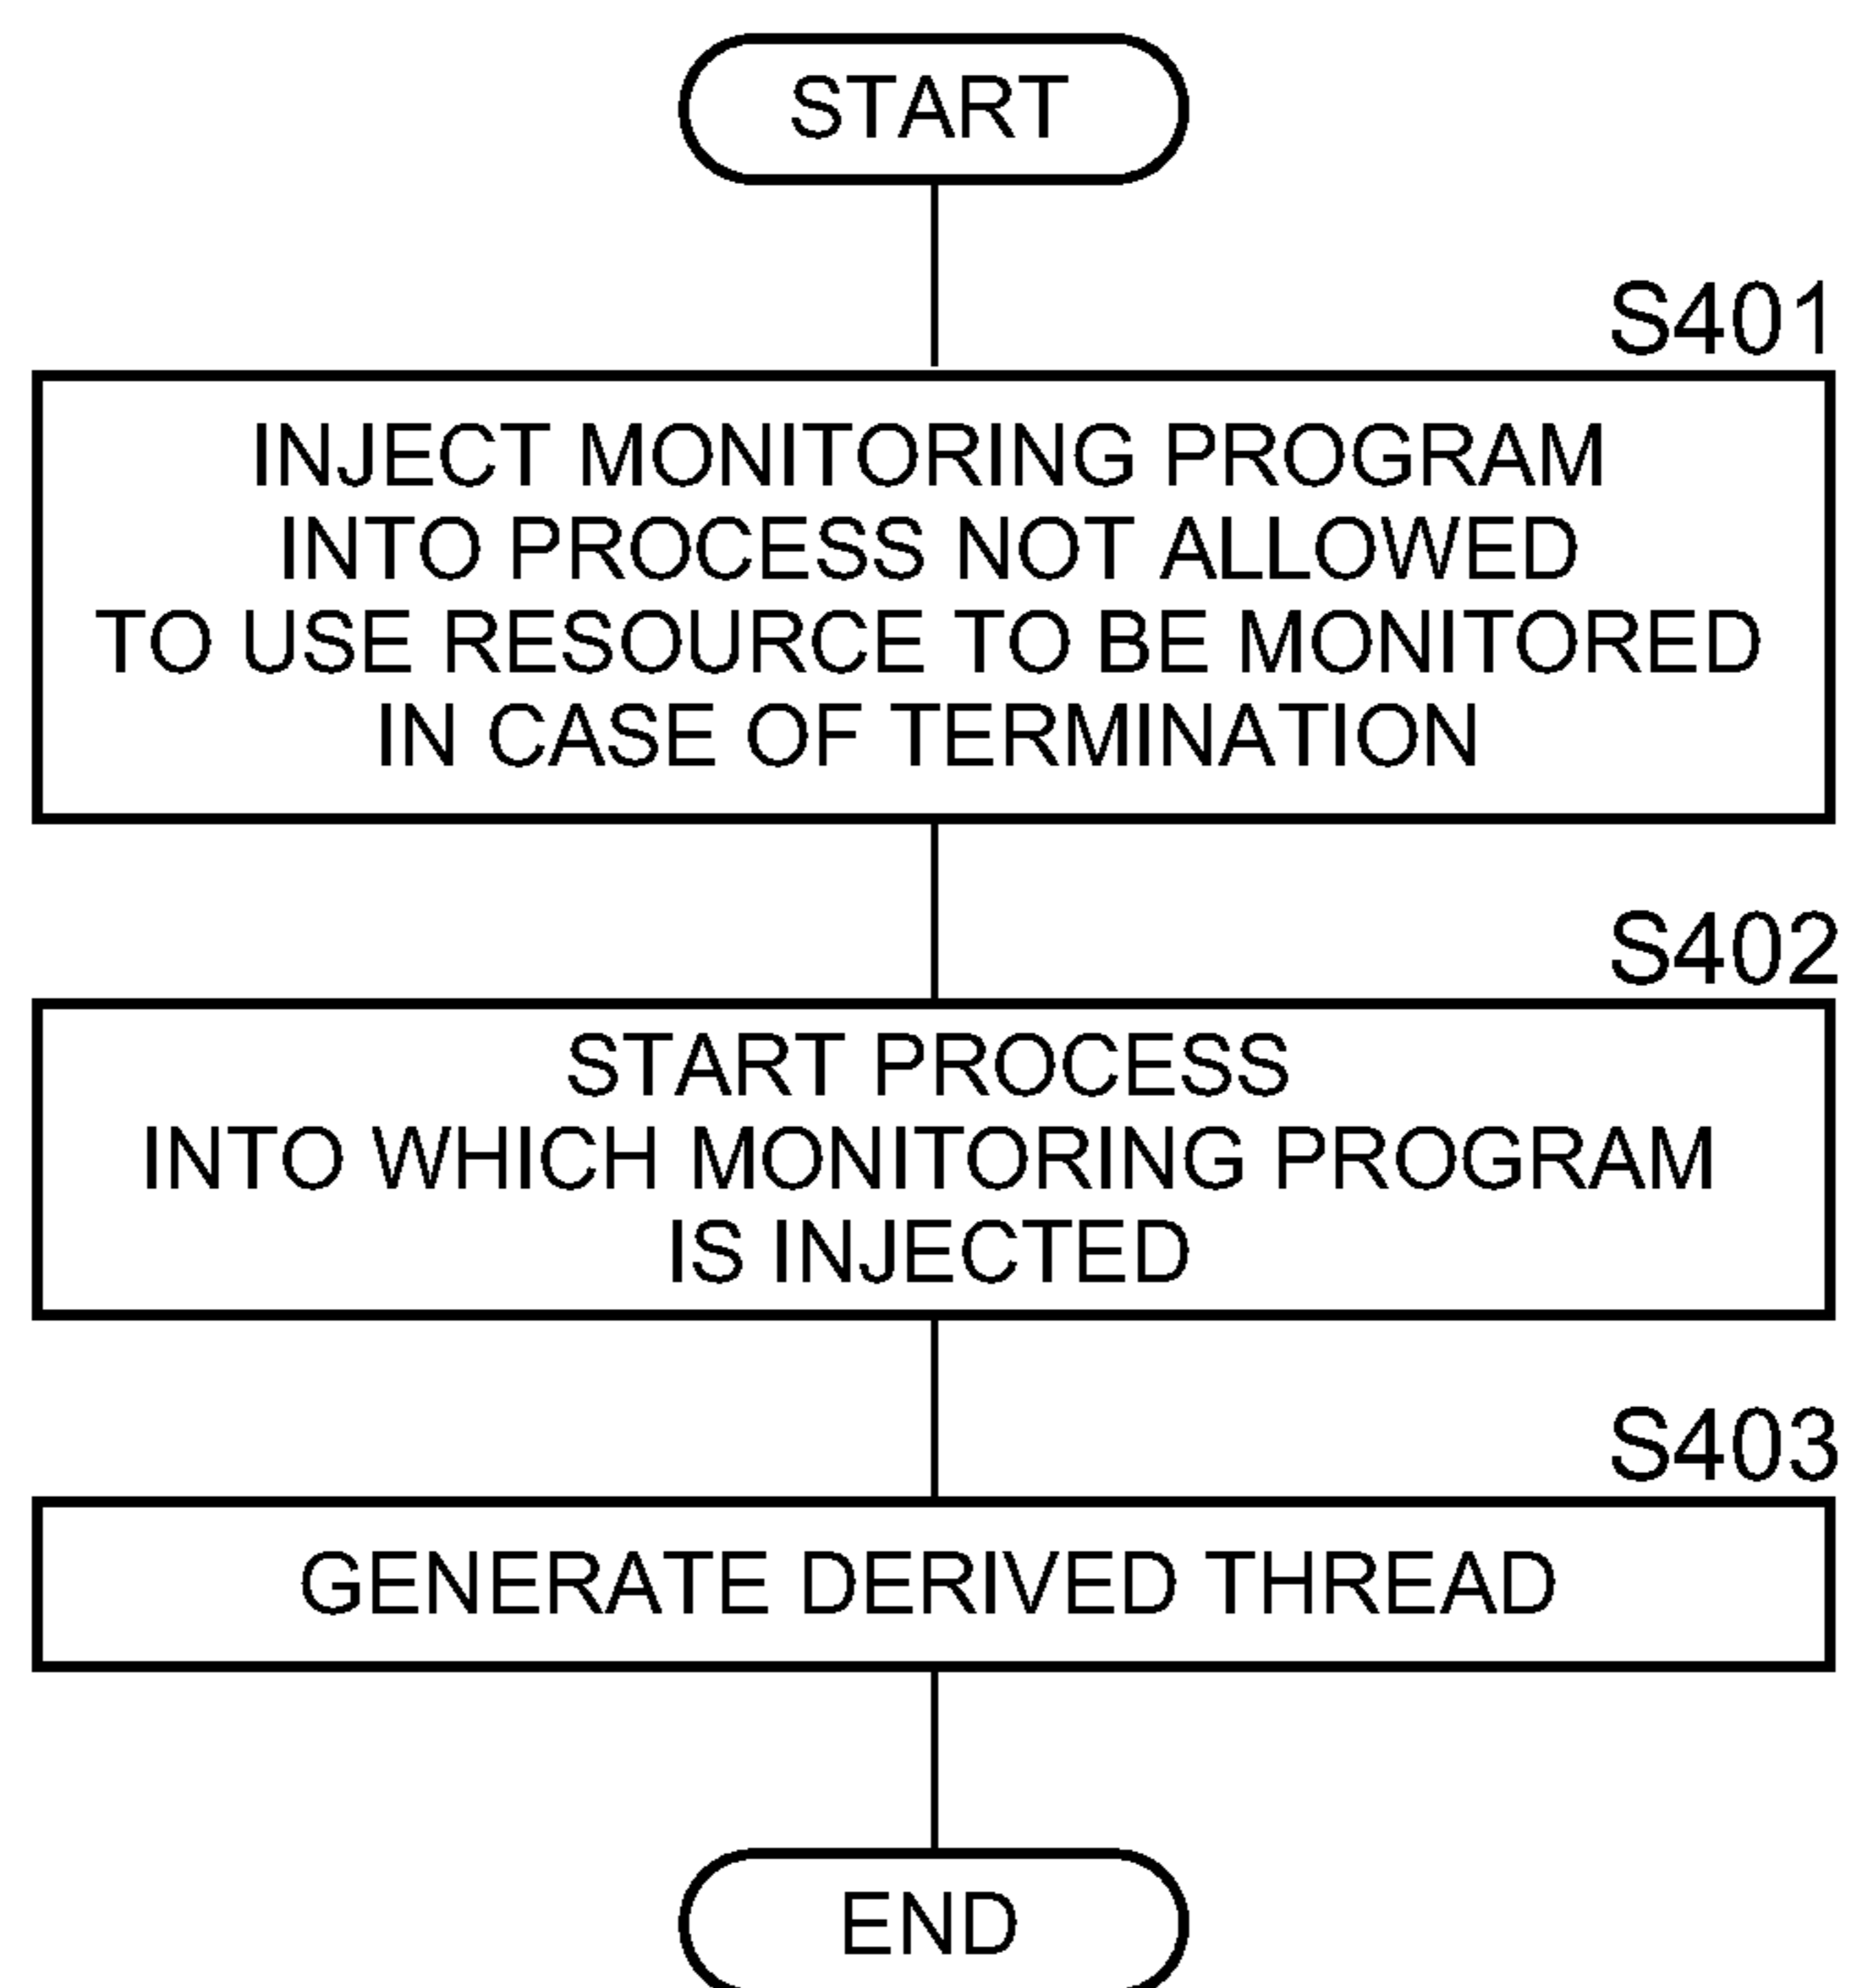 START
S401
INJECT MONITORING PROGRAM
INTO PROCESS NOT ALLOWED
TO USE RESOURCE TO BE MONITORED
IN CASE OF TERMINATION
S402
START PROCESS
INTO WHICH MONITORING PROGRAM
IS INJECTED
S403
GENERATE DERIVED THREAD
END